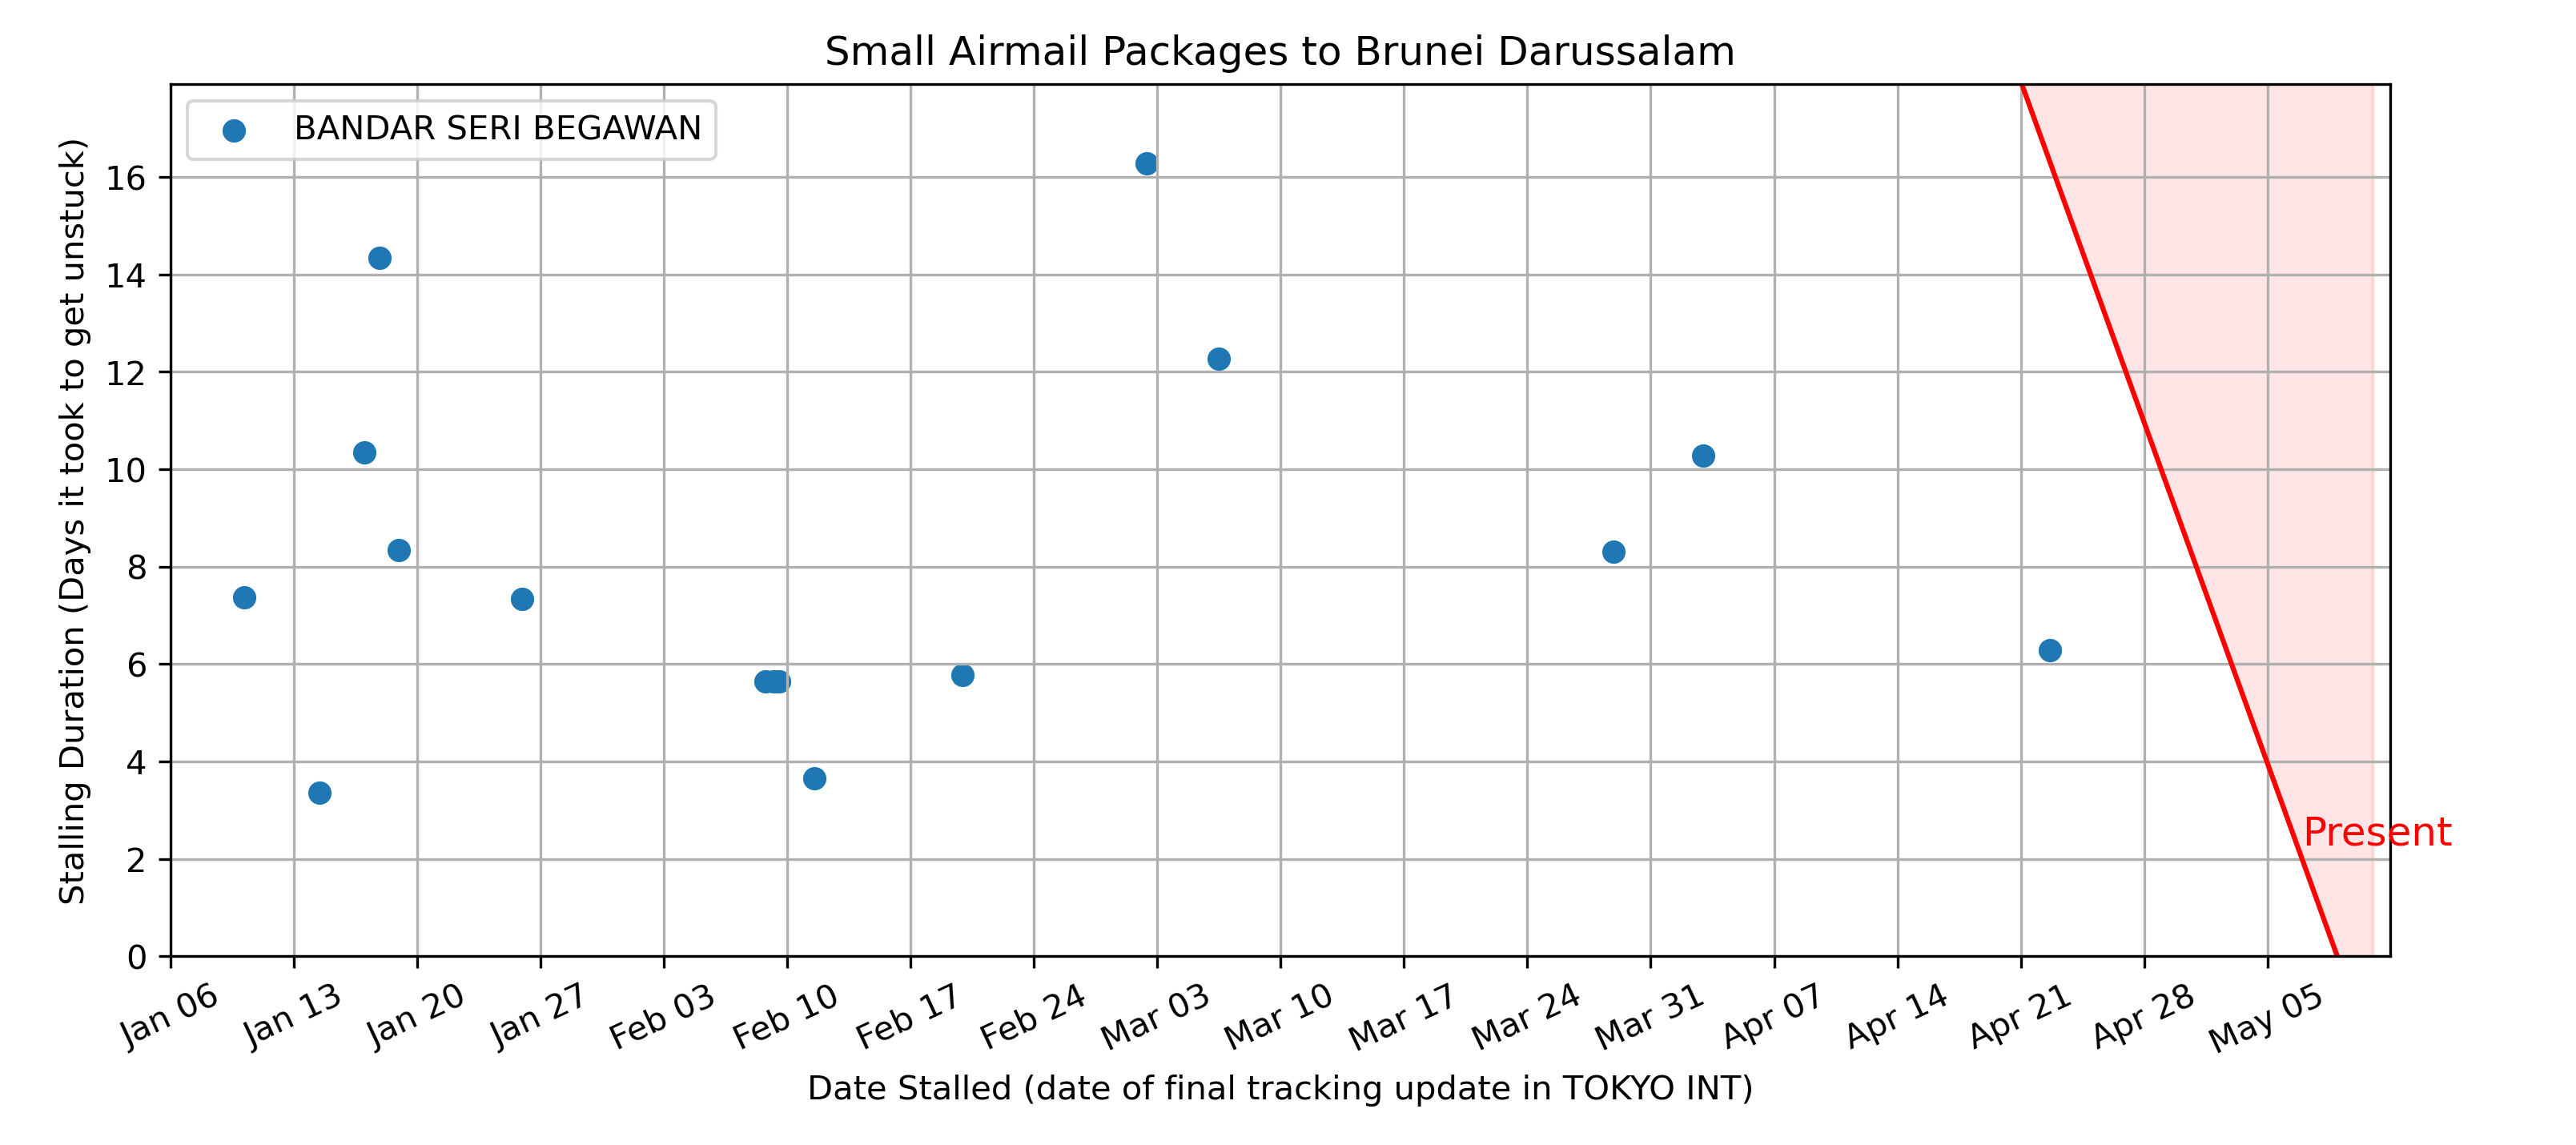 Small Airmail Packages to Brunei Darussalam
BANDAR SERI BEGAWAN
Stalling Duration (Days it took to get unstuck)
16
14
12
10
8
6
4
2
0
Present
Jan 06
Jan 13
Jan 20
Jan 27
Feb 03
Feb 10
Feb 17
Feb 24
Mar 03
Mar 10
Mar 17
Mar 24
Mar 31
Apr 07
Apr 14
Apr 21
Apr 28
May 05
Date Stalled (date of final tracking update in TOKYO INT)